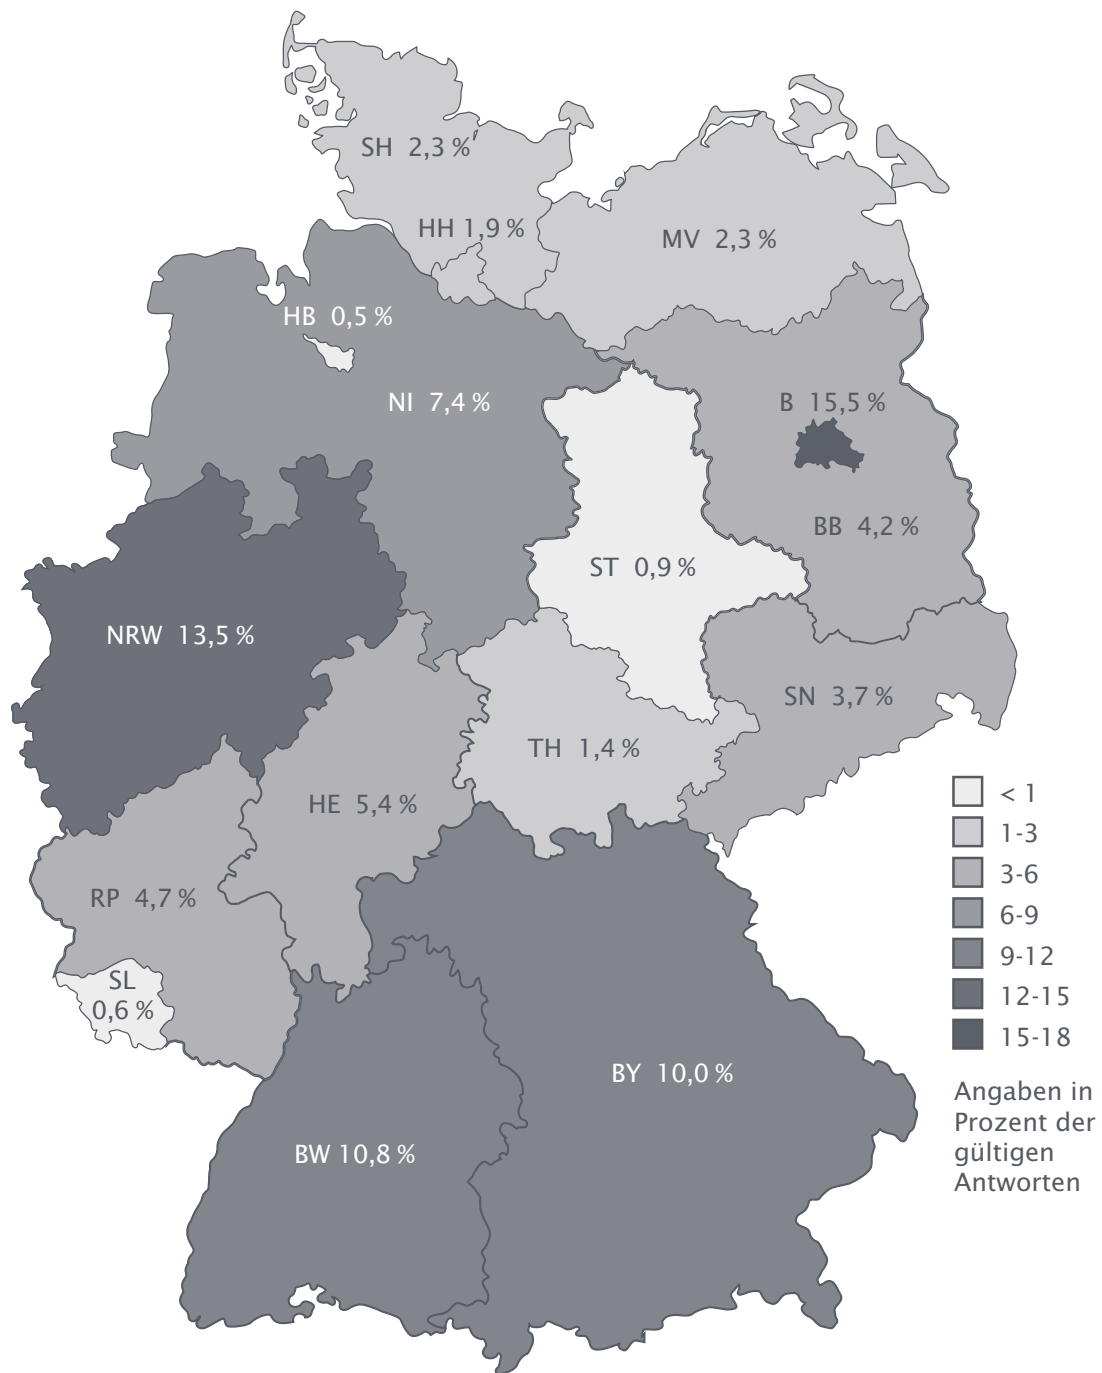 SH 2,3 %
HH 1,9 %
MV 2,3 %
HB 0,5 %
NI 7,4 %
B 15,5 %
BB 4,2 %
ST 0,9 %
NRW 13,5 %
SN 3,7 %
TH 1,4 %
HE 5,4 %
RP 4,7 %
SL
0,6 %
BY 10,0 %
BW 10,8 %
< 1
1-3
3-6
6-9
9-12
12-15
15-18
Angaben in
Prozent der
gültigen
Antworten